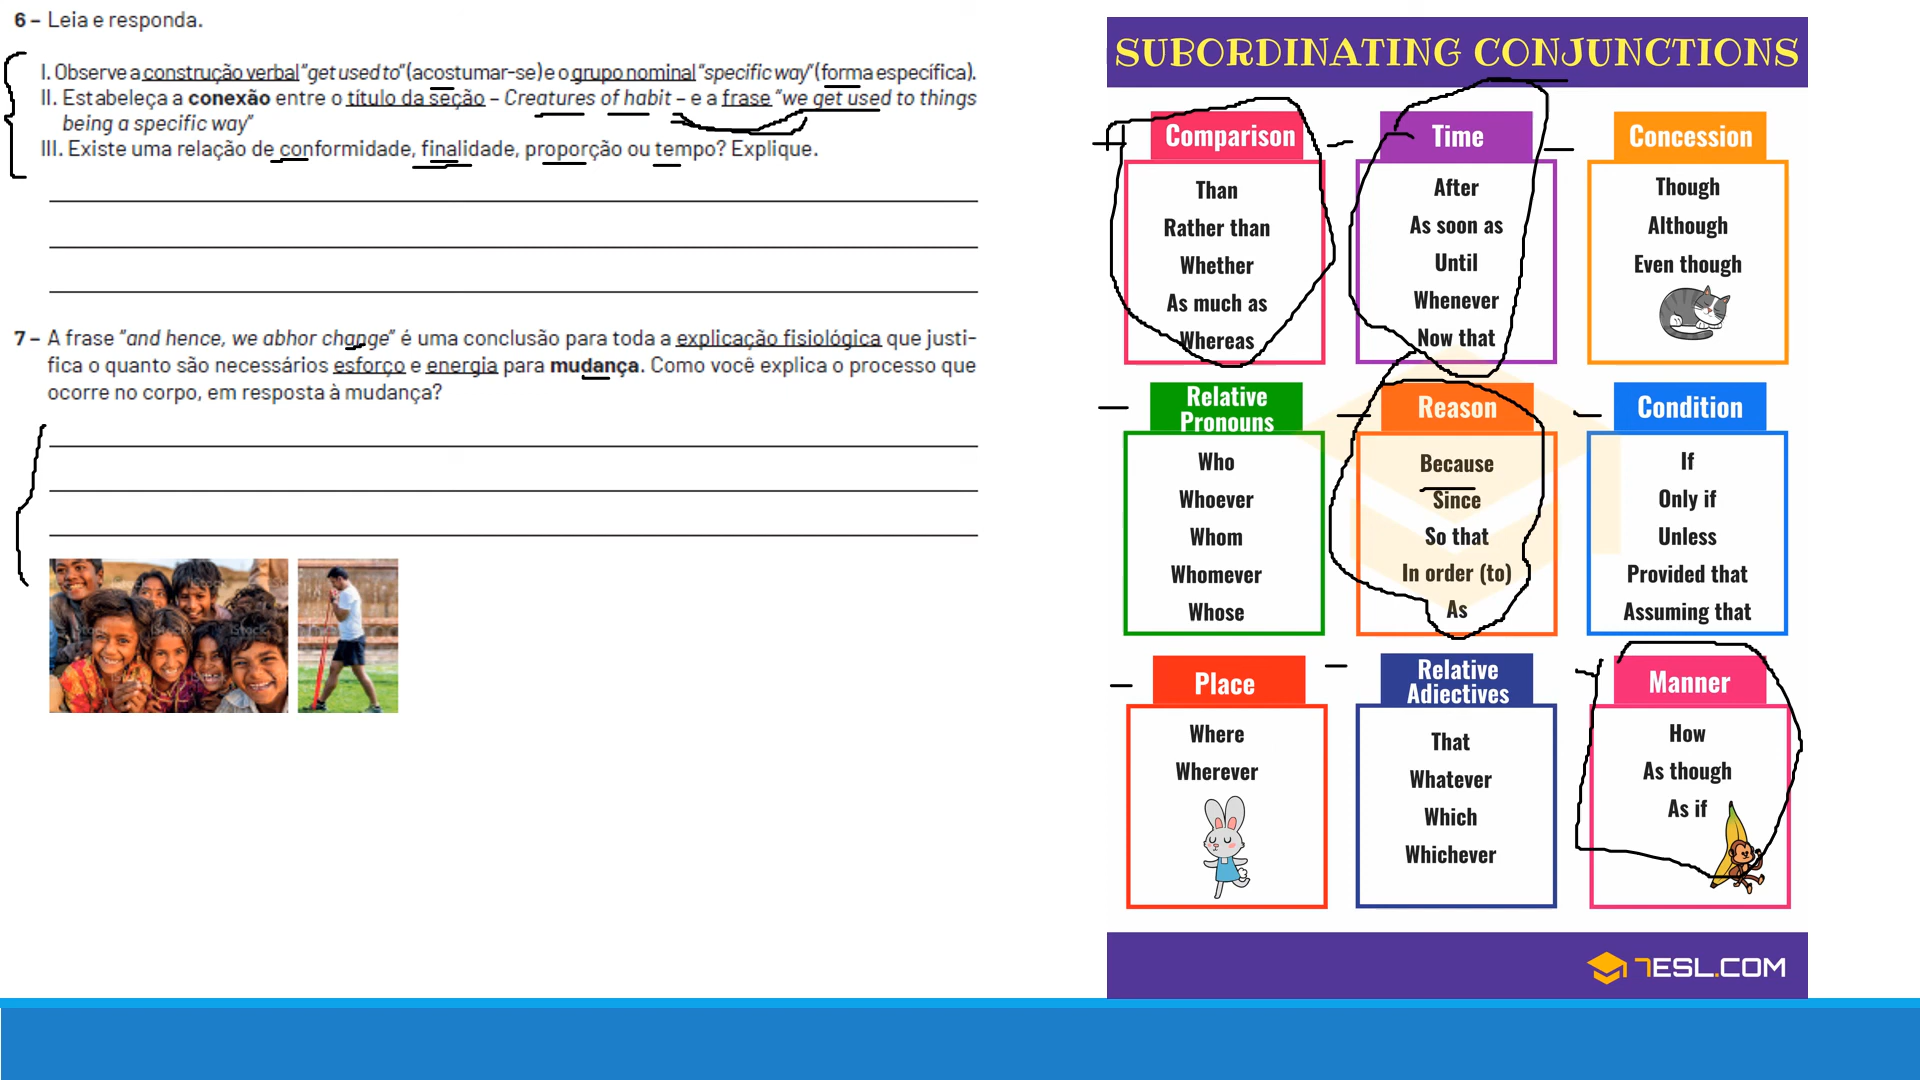 6 – Leia e responda.
I. Observe a construção verbal "get used to" (acostumar-se) e o grupo nominal "specific way" (forma específica).
II. Estabeleça a conexão entre o título da seção – Creatures of habit – e a frase "we get used to things
being a specific way"
III. Existe uma relação de conformidade, finalidade, proporção ou tempo? Explique.
7 – A frase "and hence, we abhor change" é uma conclusão para toda a explicação fisiológica que justi-
fica o quanto são necessários esforço e energia para mudança. Como você explica o processo que
ocorre no corpo, em resposta à mudança?
iStock
iStock
iStock
SUBORDINATING CONJUNCTIONS
Comparison
Than
Rather than
Whether
As much as
Whereas
Time
After
As soon as
Until
Whenever
Now that
Concession
Though
Although
Even though
Relative
Pronouns
Who
Whoever
Whom
Whomever
Whose
Reason
Because
Since
So that
In order (to)
As
Condition
If
Only if
Unless
Provided that
Assuming that
Place
Where
Wherever
Relative
Adjectives
That
Whatever
Which
Whichever
Manner
How
As though
As if
7ESL.COM